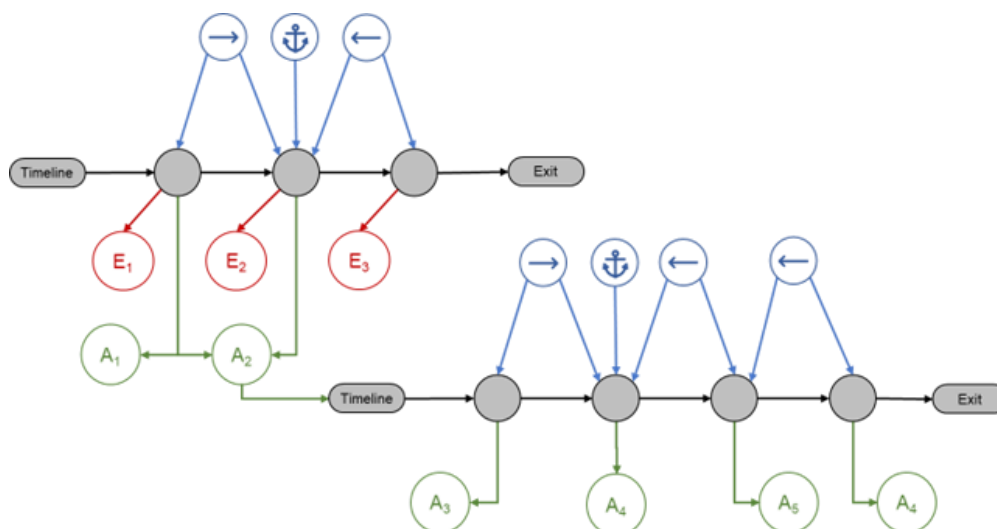 Timeline
Exit
E₁
E₂
E₃
A₁
A₂
Timeline
Exit
A₃
A₄
A₅
A₄